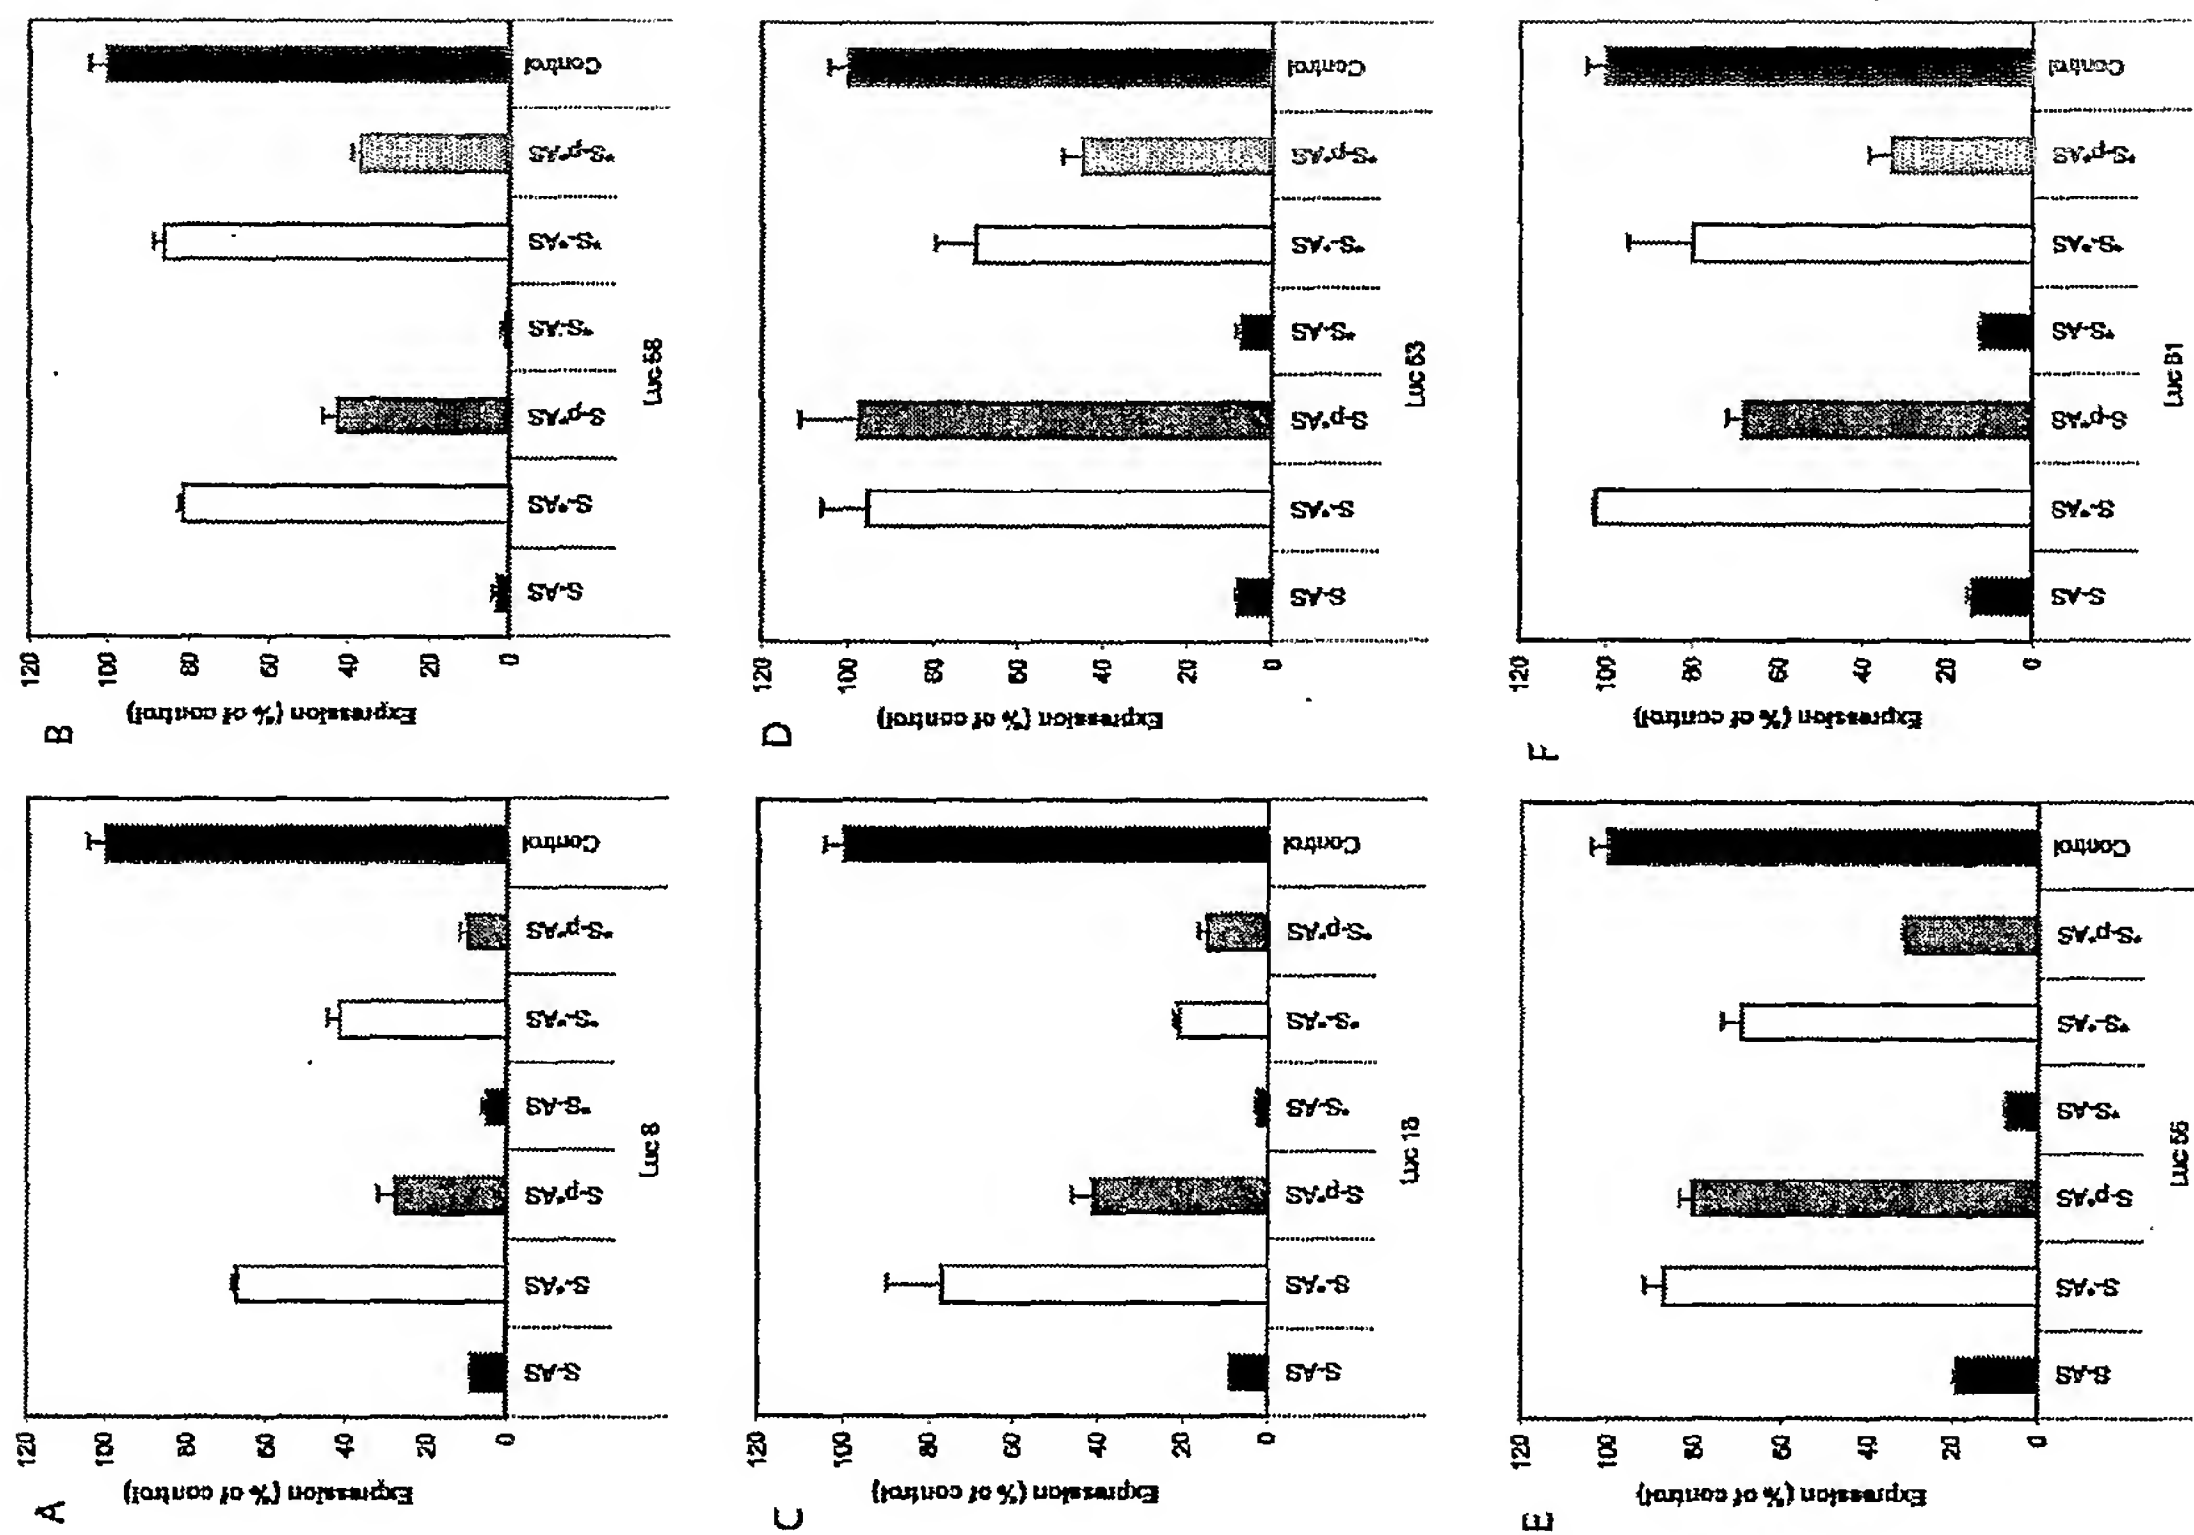 A
Expression (% of control)
120
100
80
60
40
20
0
S-AS
S-*AS
S-p*AS
*S-AS
*S-*AS
*S-p*AS
Control
Luc 8
B
Expression (% of control)
120
100
80
60
40
20
0
S-AS
S-*AS
S-p*AS
*S-AS
*S-*AS
*S-p*AS
Control
Luc 58
C
Expression (% of control)
120
100
80
60
40
20
0
S-AS
S-*AS
S-p*AS
*S-AS
*S-*AS
*S-p*AS
Control
Luc 18
D
Expression (% of control)
120
100
80
60
40
20
0
S-AS
S-*AS
S-p*AS
*S-AS
*S-*AS
*S-p*AS
Control
Luc 63
E
Expression (% of control)
120
100
80
60
40
20
0
S-AS
S-*AS
S-p*AS
*S-AS
*S-*AS
*S-p*AS
Control
Luc 56
F
Expression (% of control)
120
100
80
60
40
20
0
S-AS
S-*AS
S-p*AS
*S-AS
*S-*AS
*S-p*AS
Control
Luc 81